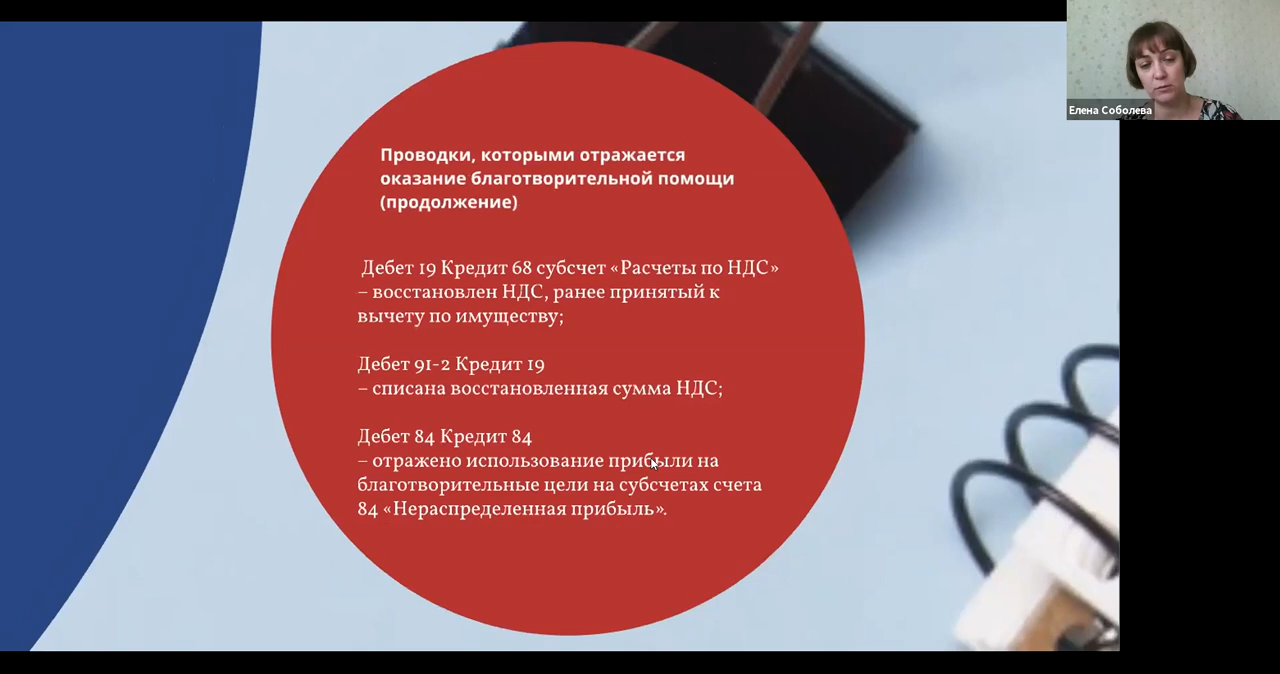 Проводки, которыми отражается
оказание благотворительной помощи
(продолжение)
Дебет 19 Кредит 68 субсчет «Расчеты по НДС»
– восстановлен НДС, ранее принятый к
вычету по имуществу;
Дебет 91-2 Кредит 19
– списана восстановленная сумма НДС;
Дебет 84 Кредит 84
– отражено использование прибыли на
благотворительные цели на субсчетах счета
84 «Нераспределенная прибыль».
Елена Соболева